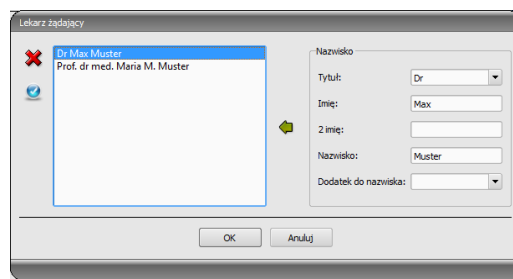 Lekarz żądający
Dr Max Muster
Prof. dr med. Maria M. Muster
Nazwisko
Tytuł: Dr
Imię: Max
2 imię:
Nazwisko: Muster
Dodatek do nazwiska:
OK Anuluj